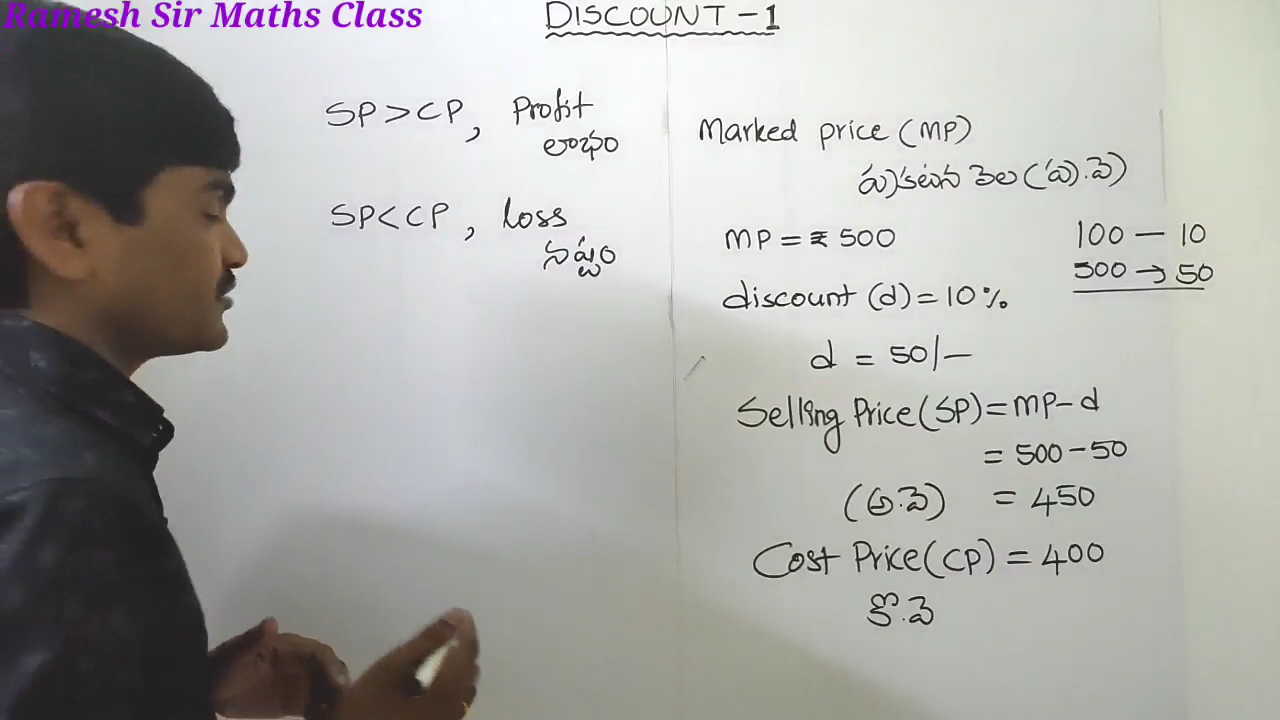 Ramesh Sir Maths Class
DISCOUNT-1
SP>CP, Profit
లాభం
SP<CP, Loss
నష్టం
Marked price (MP)
ప్రకటన వెల (ప్ర.వె)
MP = ₹ 500
100 — 10
500 → 50
discount (d) = 10%
d = 50/—
Selling Price (SP) = MP-d
= 500-50
(అ.వె) = 450
Cost Price (CP) = 400
కొ.వె